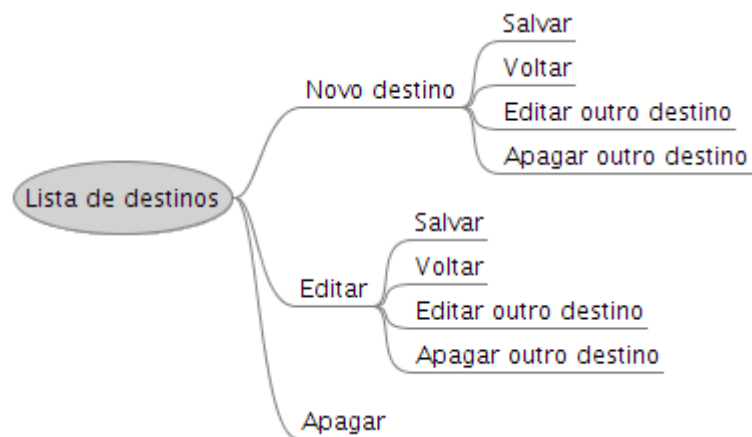 Lista de destinos
Novo destino
Salvar
Voltar
Editar outro destino
Apagar outro destino
Editar
Salvar
Voltar
Editar outro destino
Apagar outro destino
Apagar